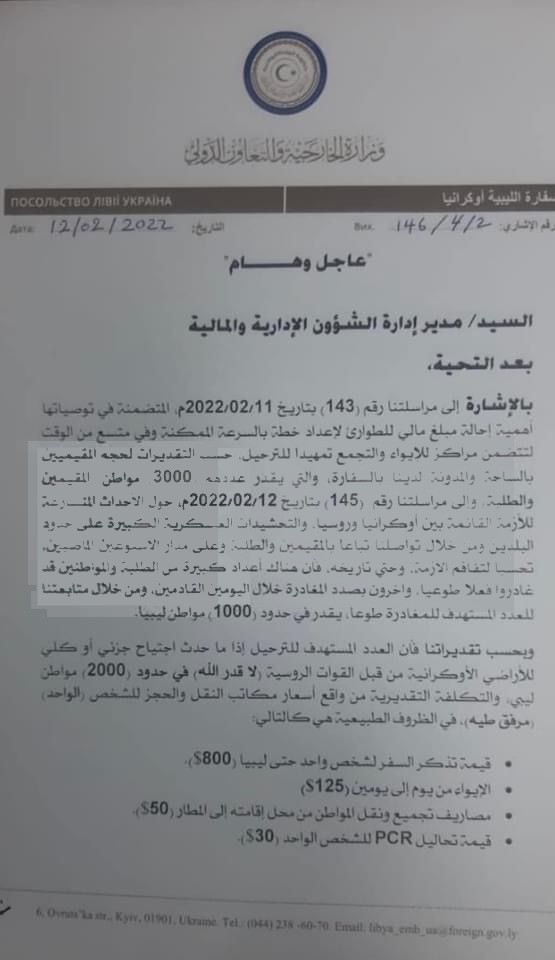 وزارة الخارجية والتعاون الدولي
ПОСОЛЬСТВО ЛІВІЇ УКРАЇНА
سفارة الليبية أوكرانيا
Дата: 12/02/2022 التاريخ:
Вих. 146/4/2 رقم الإشاري:
"عاجل وهـــــام"
السيد/ مدير إدارة الشؤون الإدارية والمالية
بعد التحية،
بالإشارة إلى مراسلتنا رقم (143) بتاريخ 2022/02/11م، المتضمنة في توصياتها
أهمية إحالة مبلغ مالي للطوارئ لإعداد خطة بالسرعة الممكنة وفي متسع من الوقت
لتتضمن مراكز للإيواء والتجمع تمهيدا للترحيل. حسب التقديرات لحجم المقيميين
بالساحة والمدونة لدينا بالسفارة، والتي يقدر عددهم 3000 مواطن المقيمين
والطلبة. والى مراسلتنا رقم (145) بتاريخ 2022/02/12م، حول الاحداث المتسارعة
للأزمة القائمة بين أوكرانيا وروسيا. والتحشيدات العسكرية الكبيرة على حدود
البلدين ومن خلال تواصلنا تباعا بالمقيمين والطلبة وعلى مدار الاسبوعين الماضيين.
تحسبا لتفاقم الازمة. وحتى تاريخه، فان هناك أعداد كبيرة من الطلبة والمواطنين قد
غادروا فعلا طوعيا. واخرون بصدد المغادرة خلال اليومين القادمين. ومن خلال متابعتنا
للعدد المستهدف للمغادرة طوعا، يقدر في حدود (1000) مواطن ليبيا.
وبحسب تقديراتنا فأن العدد المستهدف للترحيل إذا ما حدث اجتياح جزئي أو كلي
للأراضي الأوكرانية من قبل القوات الروسية (لا قدر الله) في حدود (2000) مواطن
ليبي، والتكلفة التقديرية من واقع أسعار مكاتب النقل والحجز للشخص (الواحد)
(مرفق طيه)، في الظروف الطبيعية هي كالتالي:
• قيمة تذكر السفر لشخص واحد حتى ليبيا (800$).
• الإيواء من يوم إلى يومين (125$)
• مصاريف تجميع ونقل المواطن من محل إقامته إلى المطار (50$).
• قيمة تحاليل PCR للشخص الواحد (30$).
6, Ovruts'ka str., Kyiv, 01901, Ukraine. Tel.: (044) 238 -60-70. Email: libya_emb_ua@foreign.gov.ly